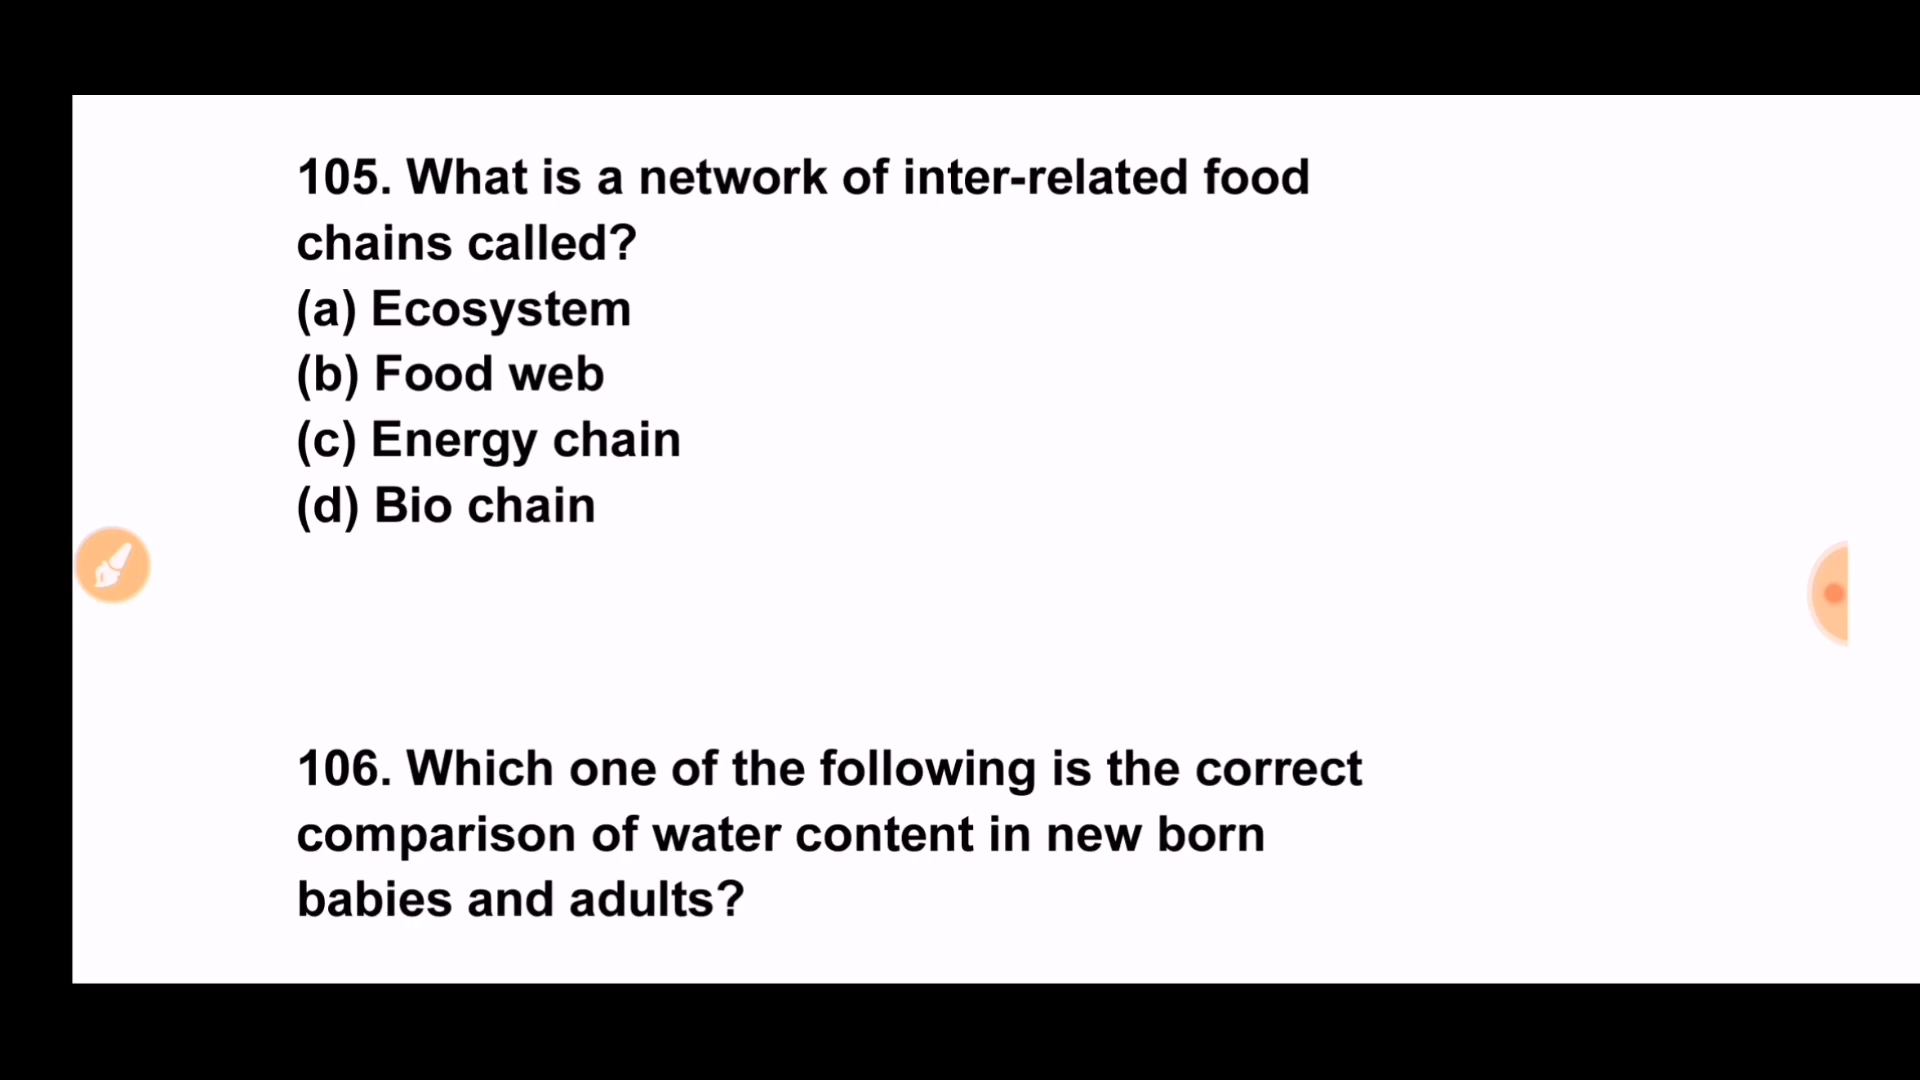 105. What is a network of inter-related food
chains called?
(a) Ecosystem
(b) Food web
(c) Energy chain
(d) Bio chain
106. Which one of the following is the correct
comparison of water content in new born
babies and adults?